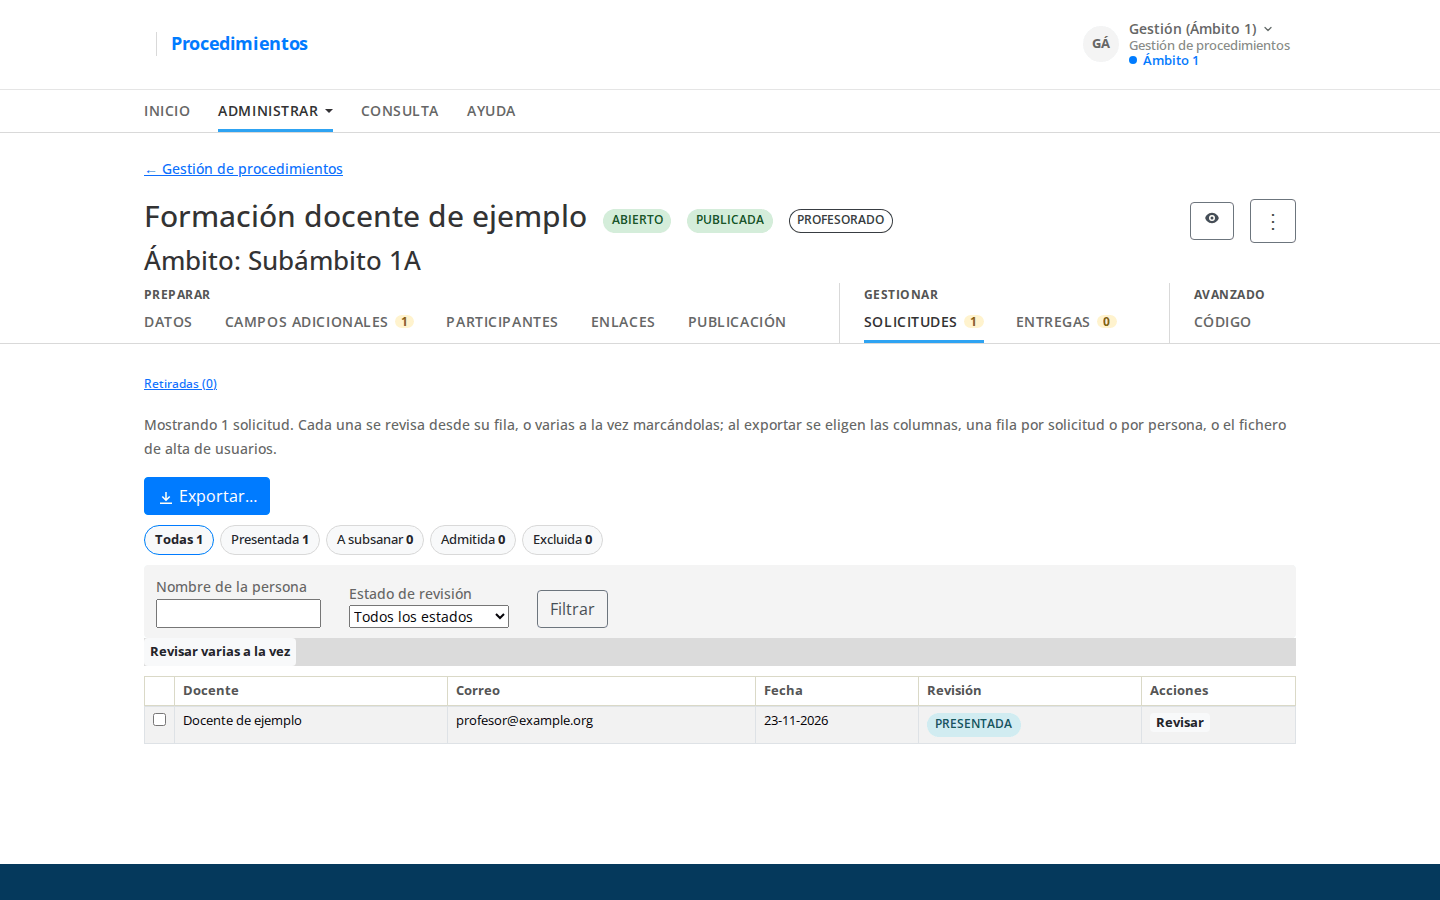 Procedimientos
GÁ
Gestión (Ámbito 1)
Gestión de procedimientos
Ámbito 1
INICIO ADMINISTRAR CONSULTA AYUDA
← Gestión de procedimientos
Formación docente de ejemplo ABIERTO PUBLICADA PROFESORADO
⋮
Ámbito: Subámbito 1A
PREPARAR GESTIONAR AVANZADO
DATOS CAMPOS ADICIONALES 1 PARTICIPANTES ENLACES PUBLICACIÓN SOLICITUDES 1 ENTREGAS 0 CÓDIGO
Retiradas (0)
Mostrando 1 solicitud. Cada una se revisa desde su fila, o varias a la vez marcándolas; al exportar se eligen las columnas, una fila por solicitud o por persona, o el fichero
de alta de usuarios.
Exportar...
Todas 1 Presentada 1 A subsanar 0 Admitida 0 Excluida 0
Nombre de la persona Estado de revisión
Todos los estados Filtrar
Revisar varias a la vez
Docente Correo Fecha Revisión Acciones
Docente de ejemplo profesor@example.org 23-11-2026 PRESENTADA Revisar